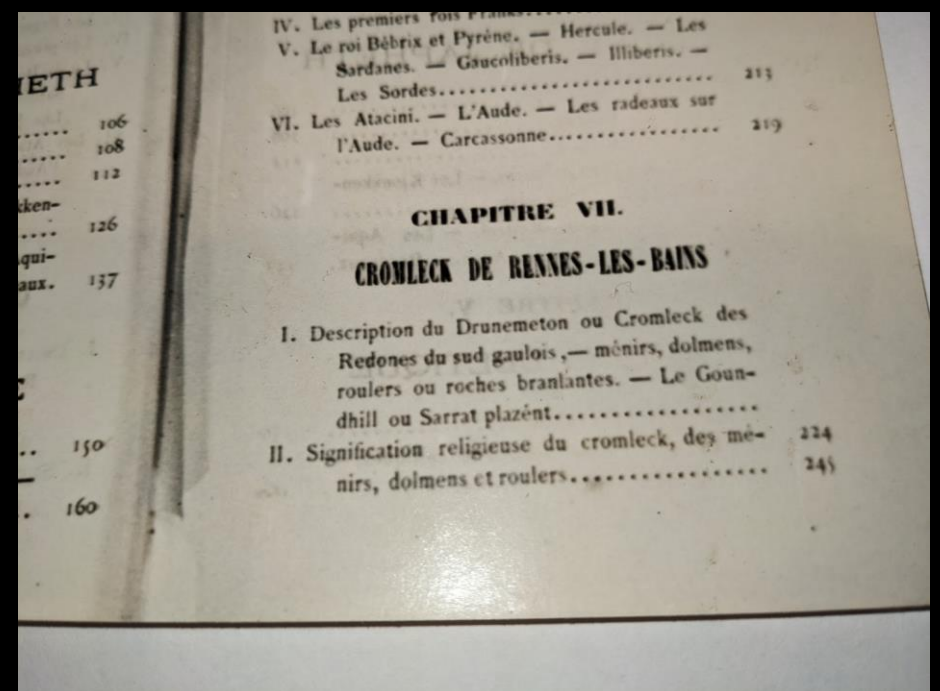 IETH
...... 106
..... 108
..... 112
kken-
.... 126
qui-
aux. 137
.. 150
. 160
IV. Les premiers rois Franks..........
V. Le roi Bébrix et Pyrène. — Hercule. — Les
Sardanes. — Gaucoliberis. — Illiberis. —
Les Sordes............................ 213
VI. Les Atacini. — L'Aude. — Les radeaux sur
l'Aude. — Carcassonne................. 219
CHAPITRE VII.
CROMLECK DE RENNES-LES-BAINS
I. Description du Drunemeton ou Cromleck des
Redones du sud gaulois,— ménirs, dolmens,
roulers ou roches branlantes. — Le Goun-
dhill ou Sarrat plazént..................
II. Signification religieuse du cromleck, des mé- 224
nirs, dolmens et roulers................. 245